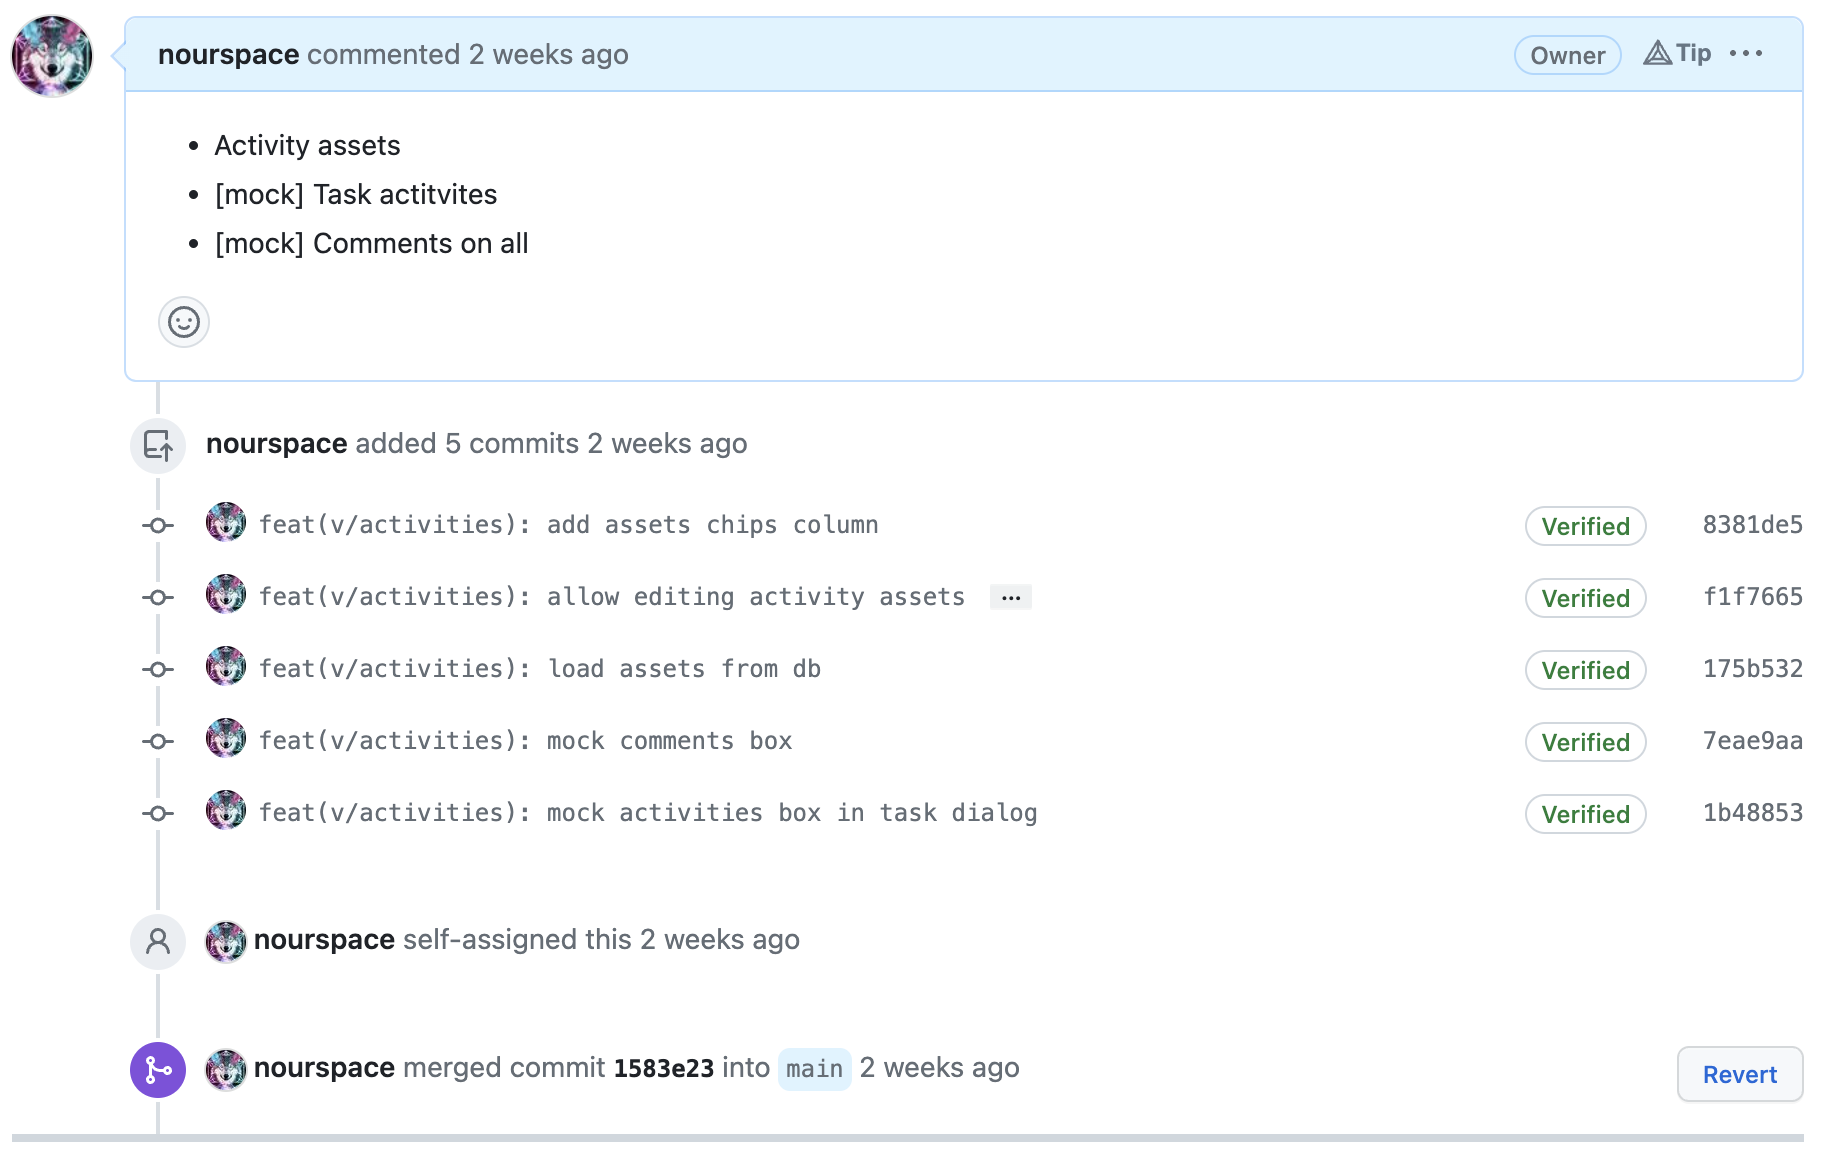 nourspace commented 2 weeks ago Owner Tip ...
• Activity assets
• [mock] Task actitvites
• [mock] Comments on all
nourspace added 5 commits 2 weeks ago
feat(v/activities): add assets chips column Verified 8381de5
feat(v/activities): allow editing activity assets ... Verified f1f7665
feat(v/activities): load assets from db Verified 175b532
feat(v/activities): mock comments box Verified 7eae9aa
feat(v/activities): mock activities box in task dialog Verified 1b48853
nourspace self-assigned this 2 weeks ago
nourspace merged commit 1583e23 into main 2 weeks ago Revert